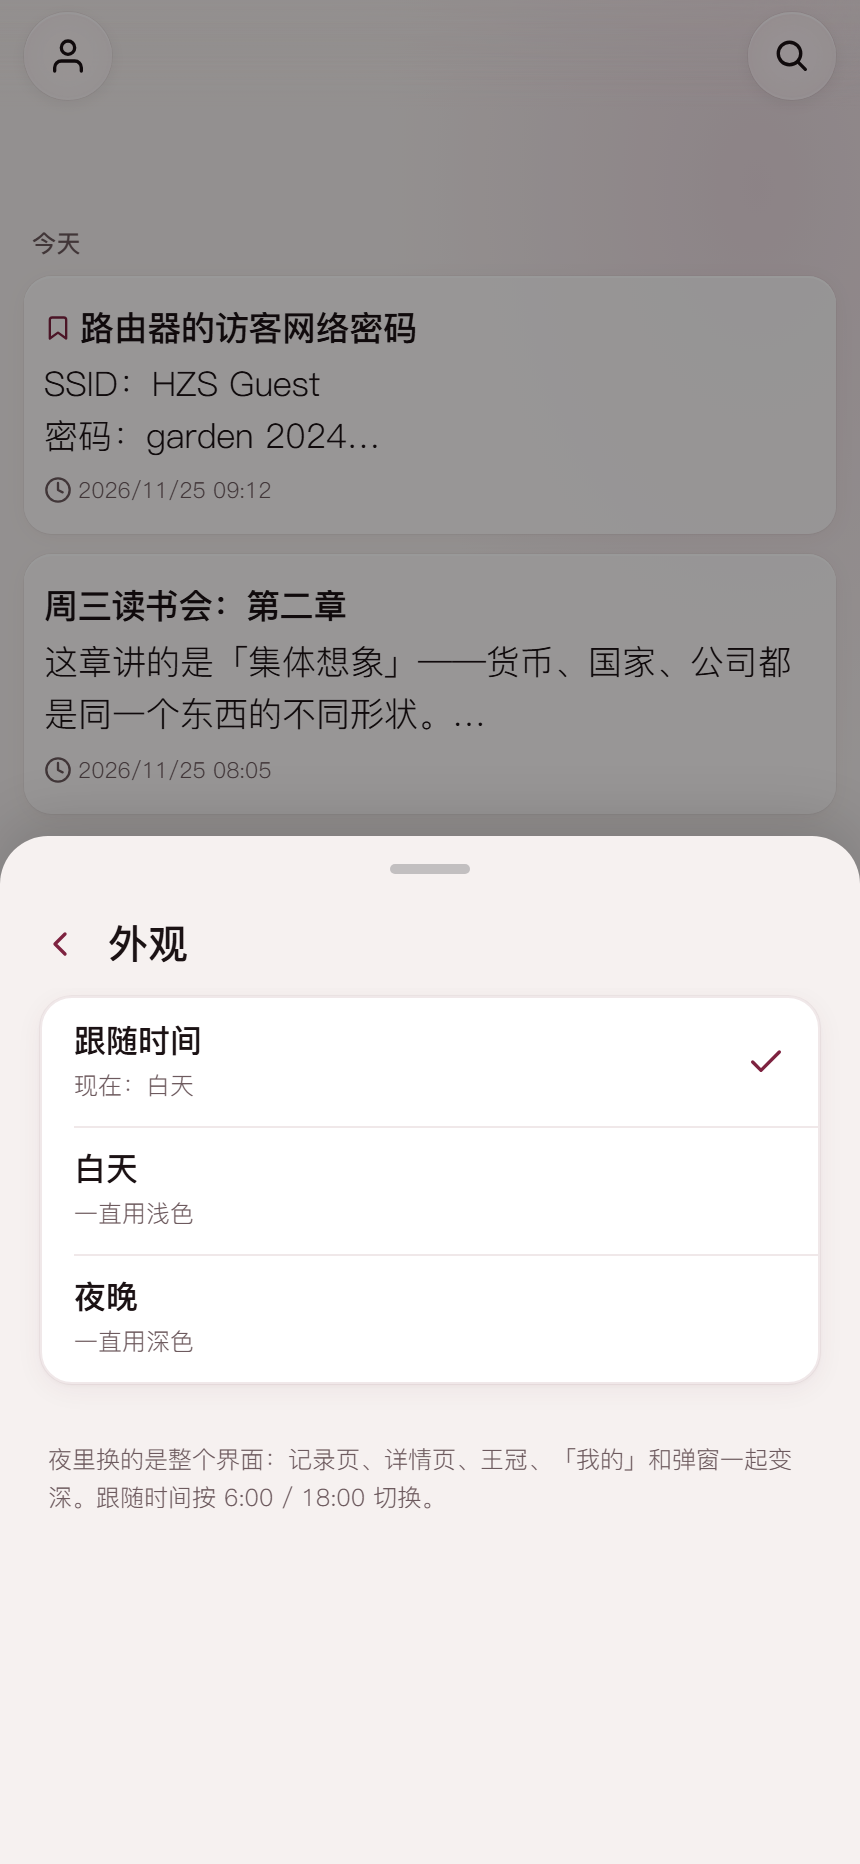 今天
路由器的访客网络密码
SSID：HZS Guest
密码：garden 2024...
2026/11/25 09:12
周三读书会：第二章
这章讲的是「集体想象」——货币、国家、公司都
是同一个东西的不同形状。...
2026/11/25 08:05
外观
跟随时间
现在：白天
白天
一直用浅色
夜晚
一直用深色
夜里换的是整个界面：记录页、详情页、王冠、「我的」和弹窗一起变
深。跟随时间按 6:00 / 18:00 切换。